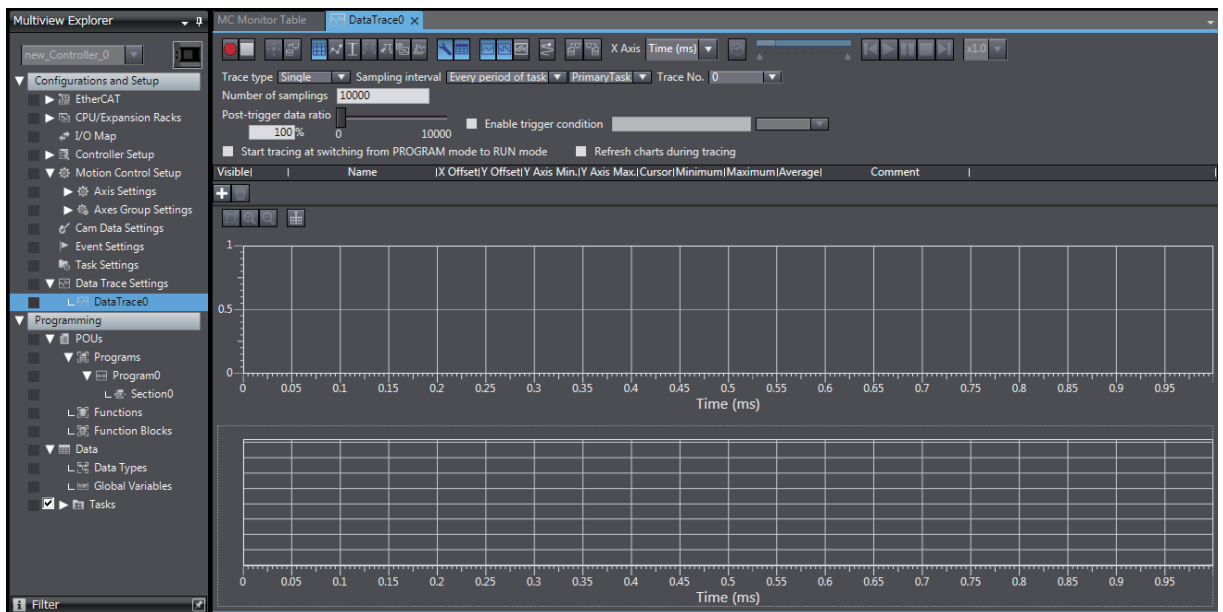 Multiview Explorer
new_Controller_0
Configurations and Setup
EtherCAT
CPU/Expansion Racks
I/O Map
Controller Setup
Motion Control Setup
Axis Settings
Axes Group Settings
Cam Data Settings
Event Settings
Task Settings
Data Trace Settings
DataTrace0
Programming
POUs
Programs
Program0
Section0
Functions
Function Blocks
Data
Data Types
Global Variables
Tasks
Filter
MC Monitor Table DataTrace0
X Axis Time (ms) x1.0
Trace type Single Sampling interval Every period of task PrimaryTask Trace No. 0
Number of samplings 10000
Post-trigger data ratio
Enable trigger condition
100 % 0 10000
Start tracing at switching from PROGRAM mode to RUN mode Refresh charts during tracing
Visible| | Name |X Offset|Y Offset|Y Axis Min.|Y Axis Max.|Cursor|Minimum|Maximum|Average| Comment |
1
0.5
0
0 0.05 0.1 0.15 0.2 0.25 0.3 0.35 0.4 0.45 0.5 0.55 0.6 0.65 0.7 0.75 0.8 0.85 0.9 0.95
Time (ms)
0 0.05 0.1 0.15 0.2 0.25 0.3 0.35 0.4 0.45 0.5 0.55 0.6 0.65 0.7 0.75 0.8 0.85 0.9 0.95
Time (ms)